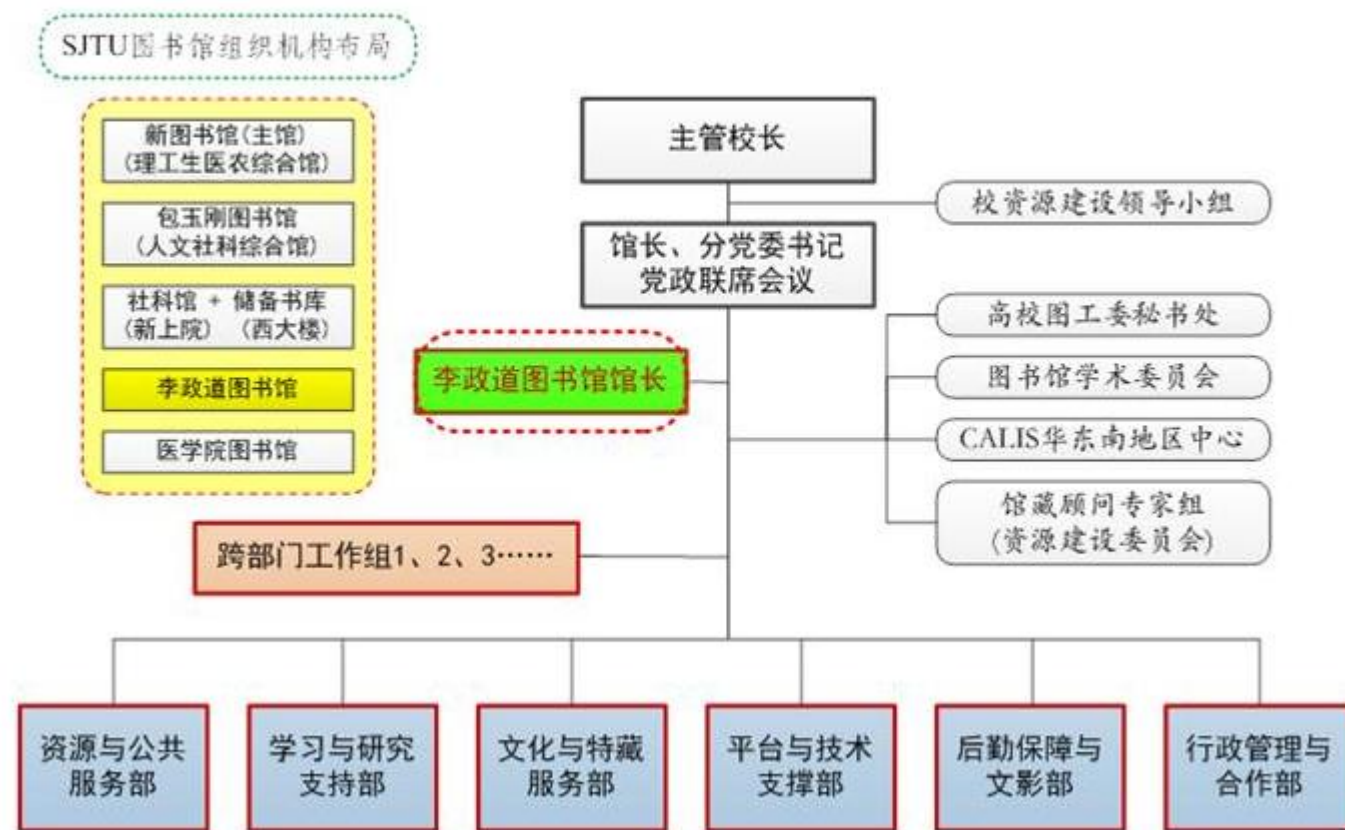 SJTU图书馆组织机构布局
新图书馆(主馆)
(理工生医农综合馆)
包玉刚图书馆
(人文社科综合馆)
社科馆 + 储备书库
(新上院) (西大楼)
李政道图书馆
医学院图书馆
主管校长
校资源建设领导小组
馆长、分党委书记
党政联席会议
高校图工委秘书处
李政道图书馆馆长
图书馆学术委员会
CALIS华东南地区中心
馆藏顾问专家组
(资源建设委员会)
跨部门工作组1、2、3……
资源与公共
服务部
学习与研究
支持部
文化与特藏
服务部
平台与技术
支撑部
后勤保障与
文影部
行政管理与
合作部